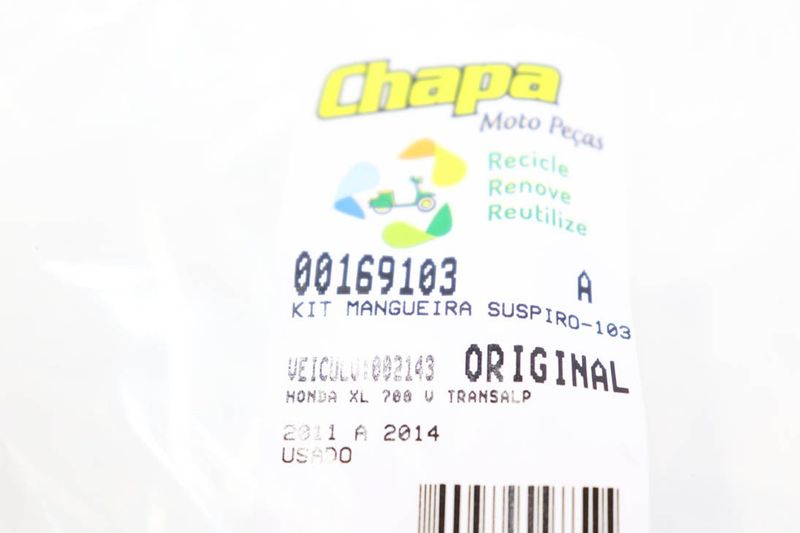 Chapa
Moto Peças
Recicle
Renove
Reutilize
00169103 A
KIT MANGUEIRA SUSPIRO-103
VEICULO:002143 ORIGINAL
HONDA XL 700 V TRANSALP
2011 A 2014
USADO